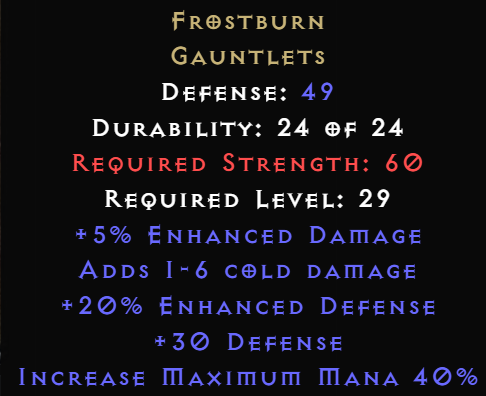 Frostburn
Gauntlets
Defense: 49
Durability: 24 of 24
Required Strength: 60
Required Level: 29
+5% Enhanced Damage
Adds 1-6 cold damage
+20% Enhanced Defense
+30 Defense
Increase Maximum Mana 40%